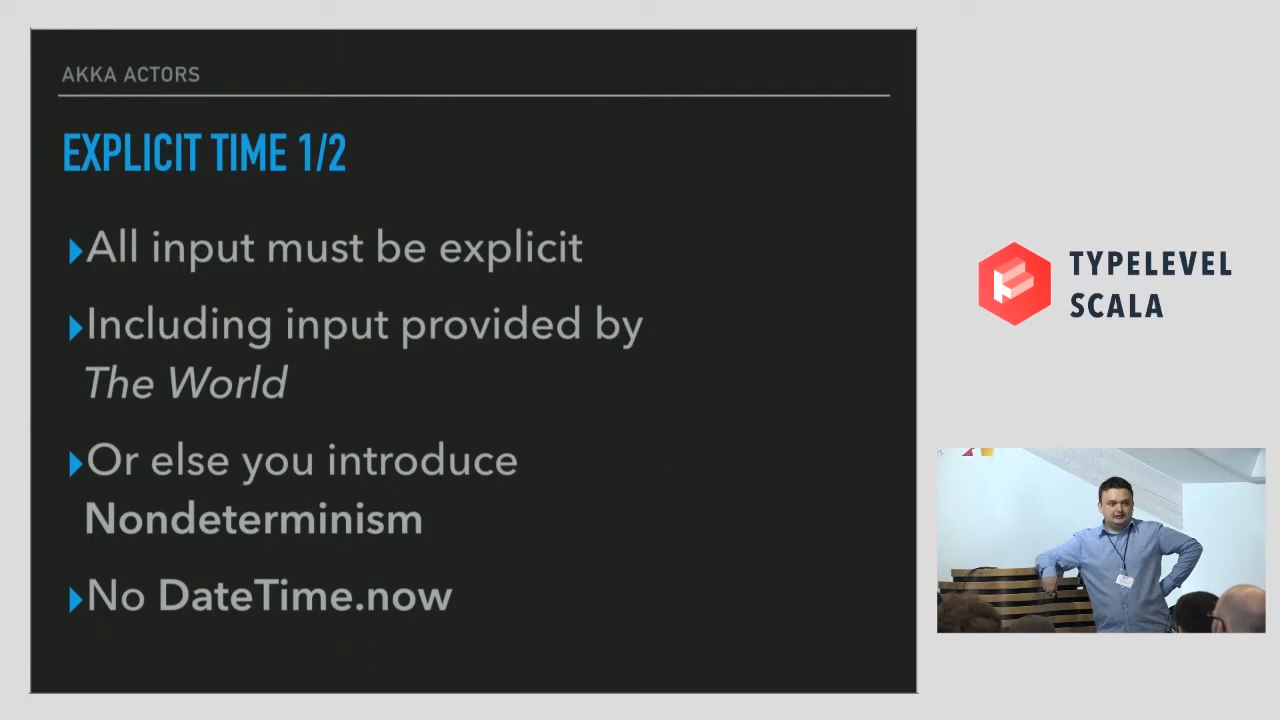 AKKA ACTORS
EXPLICIT TIME 1/2
All input must be explicit
Including input provided by
The World
Or else you introduce
Nondeterminism
No DateTime.now
TYPELEVEL
SCALA